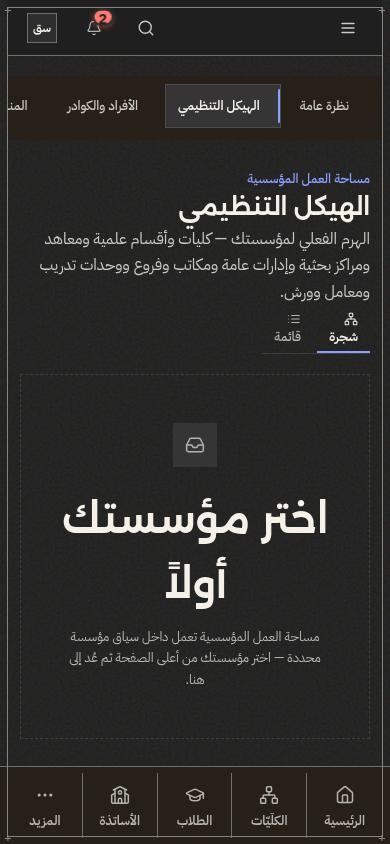 سق
2
نظرة عامة
الهيكل التنظيمي
الأفراد والكوادر
مساحة العمل المؤسسية
الهيكل التنظيمي
الهرم الفعلي لمؤسستك — كليات وأقسام علمية ومعاهد
ومراكز بحثية وإدارات عامة ومكاتب وفروع ووحدات تدريب
ومعامل وورش.
شجرة
قائمة
اختر مؤسستك
أولاً
مساحة العمل المؤسسية تعمل داخل سياق مؤسسة
محددة — اختر مؤسستك من أعلى الصفحة ثم عُد إلى
هنا.
الرئيسية
الكليّات
الطلاب
الأساتذة
المزيد